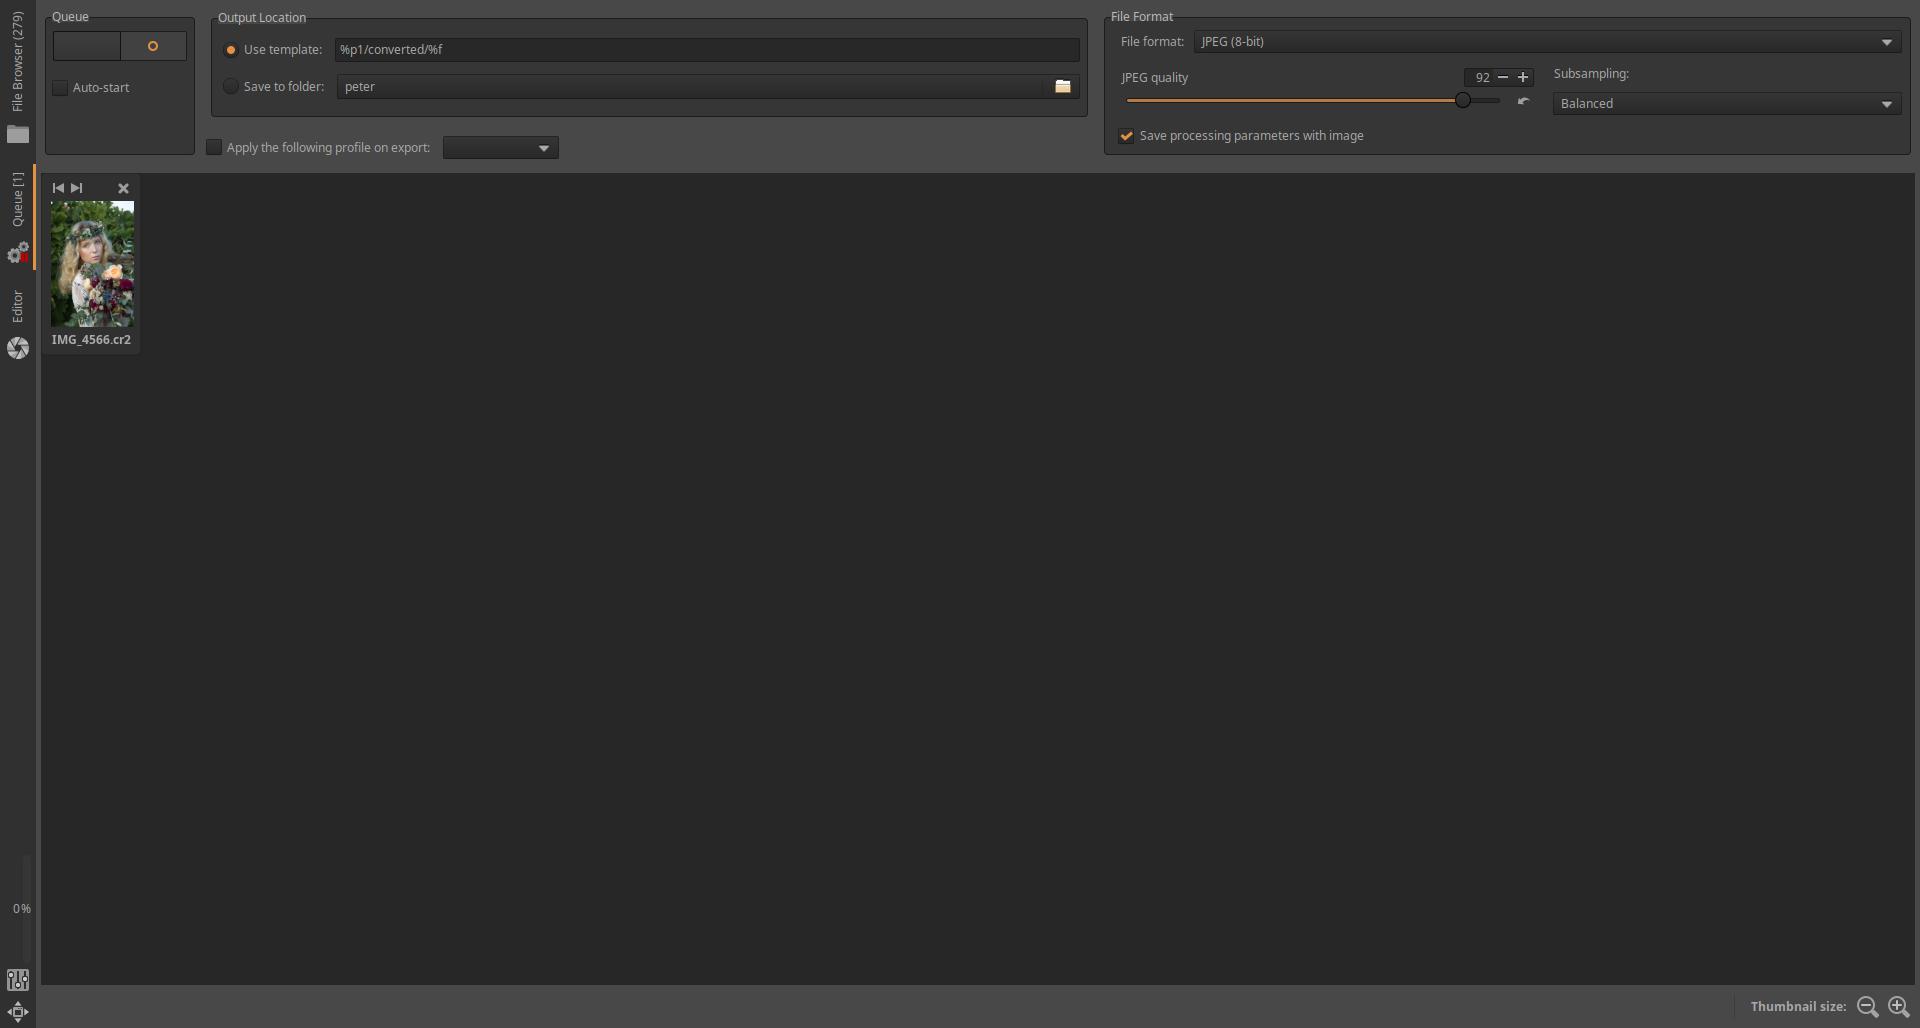 File Browser (279)
Queue [1]
Editor
0%
Queue
Auto-start
Output Location
Use template: %p1/converted/%f
Save to folder: peter
Apply the following profile on export:
File Format
File format: JPEG (8-bit)
JPEG quality 92
Subsampling:
Balanced
Save processing parameters with image
IMG_4566.cr2
Thumbnail size: